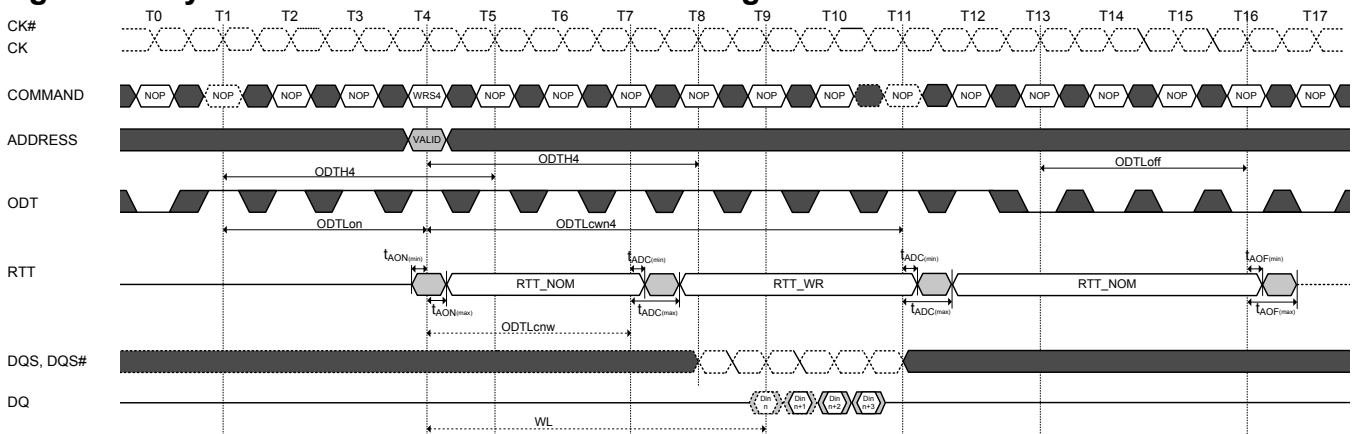 T0 T1 T2 T3 T4 T5 T6 T7 T8 T9 T10 T11 T12 T13 T14 T15 T16 T17
CK#
CK
COMMAND NOP NOP NOP NOP WRS4 NOP NOP NOP NOP NOP NOP NOP NOP NOP NOP NOP NOP NOP
ADDRESS VALID
ODTH4 ODTLoff
ODTH4
ODT
ODTLon ODTLcwn4
tAON(min) tADC(min) tADC(min) tAOF(min)
RTT RTT_NOM RTT_WR RTT_NOM
tAON(max) tADC(max) tADC(max) tAOF(max)
ODTLcnw
DQS, DQS#
DQ Din n Din n+1 Din n+2 Din n+3
WL